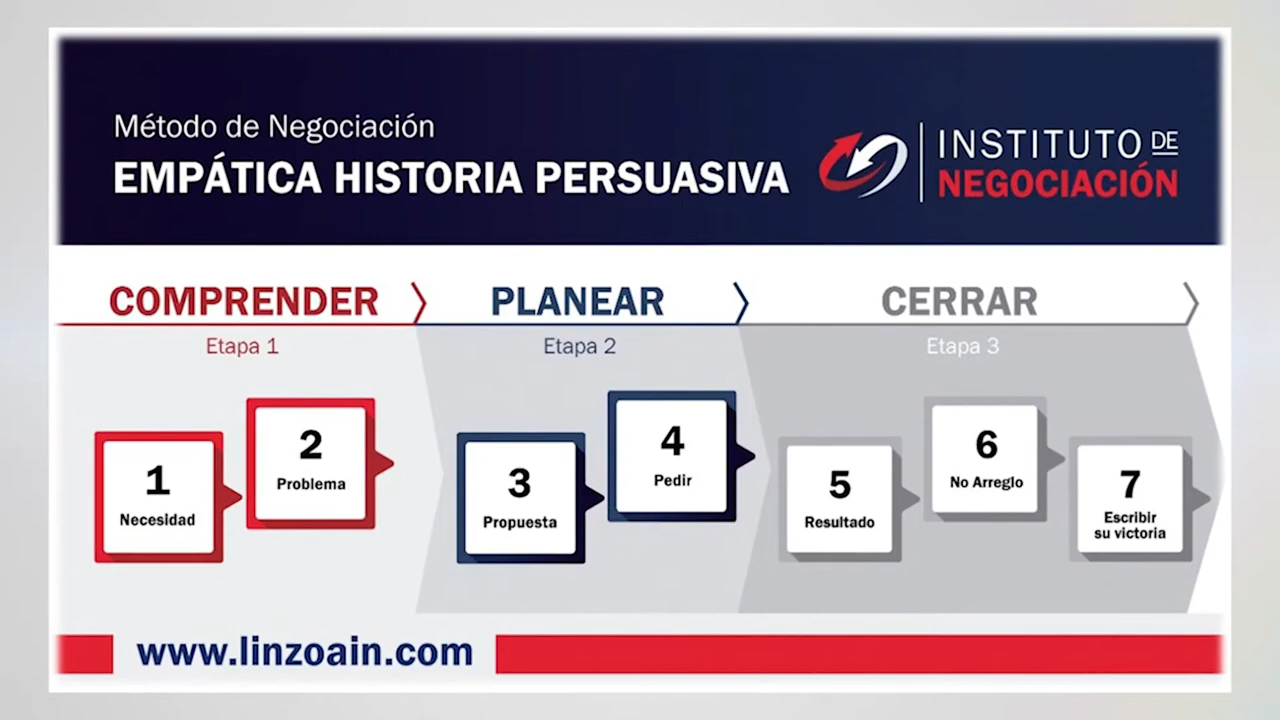 Método de Negociación
EMPÁTICA HISTORIA PERSUASIVA
INSTITUTO DE
NEGOCIACIÓN
COMPRENDER
PLANEAR
CERRAR
Etapa 1
Etapa 2
Etapa 3
1
Necesidad
2
Problema
3
Propuesta
4
Pedir
5
Resultado
6
No Arreglo
7
Escribir
su victoria
www.linzoain.com